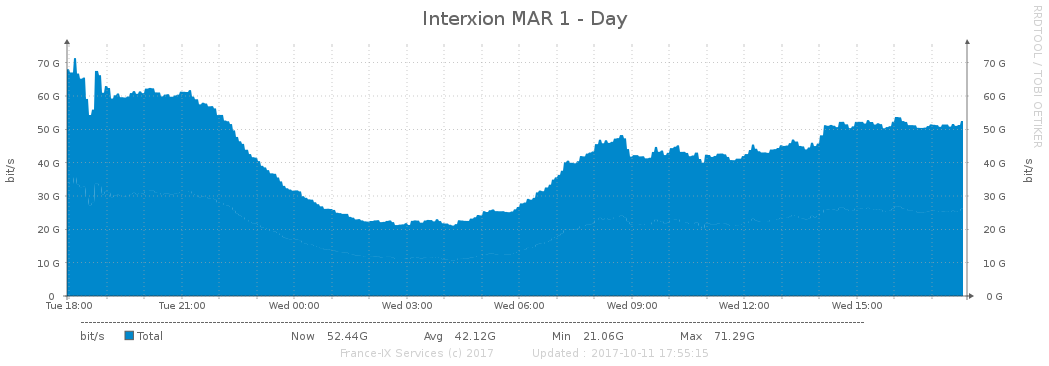 Interxion MAR 1 - Day
RRDTOOL / TOBI OETIKER
bit/s
70 G 70 G
60 G 60 G
50 G 50 G
40 G 40 G
30 G 30 G
20 G 20 G
10 G 10 G
0 0 G
bit/s
Tue 18:00 Tue 21:00 Wed 00:00 Wed 03:00 Wed 06:00 Wed 09:00 Wed 12:00 Wed 15:00
bit/s Total Now 52.44G Avg 42.12G Min 21.06G Max 71.29G
France-IX Services (c) 2017 Updated : 2017-10-11 17:55:15